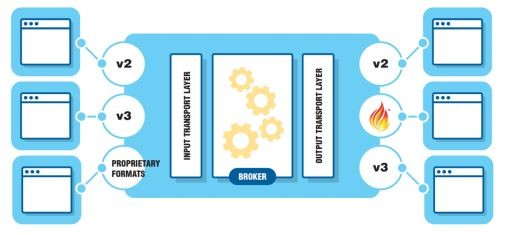 v2
v3
PROPRIETARY
FORMATS
INPUT TRANSPORT LAYER
BROKER
OUTPUT TRANSPORT LAYER
v2
v3